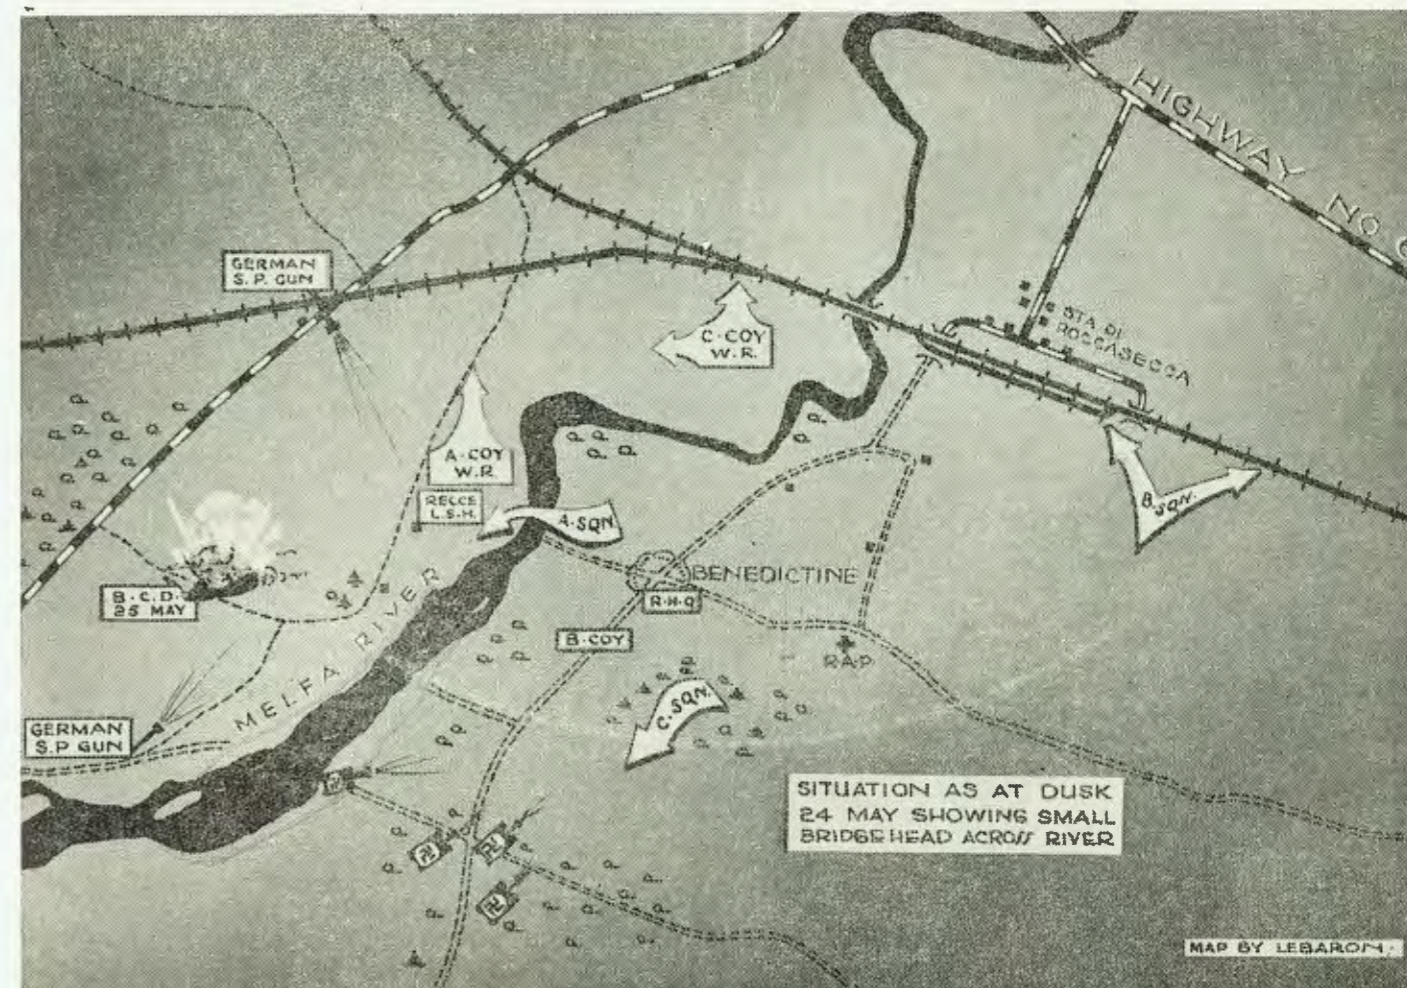 HIGHWAY NO. 6
GERMAN
S.P. GUN
STA DI
ROCCASECCA
C-COY
W.R.
A-COY
W.R.
RECCE
L.S.H.
A-SQN.
B.SQN.
BENEDICTINE
R-H-Q
B-COY
R.A.P.
B-C-D-
25 MAY
MELFA RIVER
C.SQN.
GERMAN
S.P GUN
SITUATION AS AT DUSK
24 MAY SHOWING SMALL
BRIDGEHEAD ACROSS RIVER
MAP BY LEBARON.